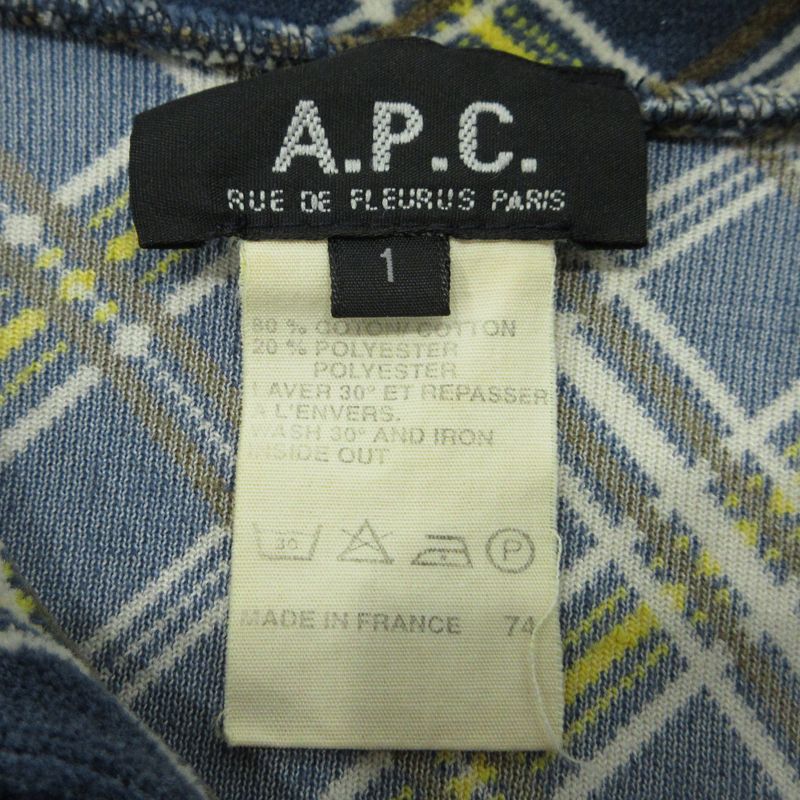 A.P.C.
RUE DE FLEURUS PARIS
1
80 % COTON/ COTTON
20 % POLYESTER
POLYESTER
LAVER 30° ET REPASSER
A L'ENVERS.
WASH 30° AND IRON
INSIDE OUT
30
P
MADE IN FRANCE 74